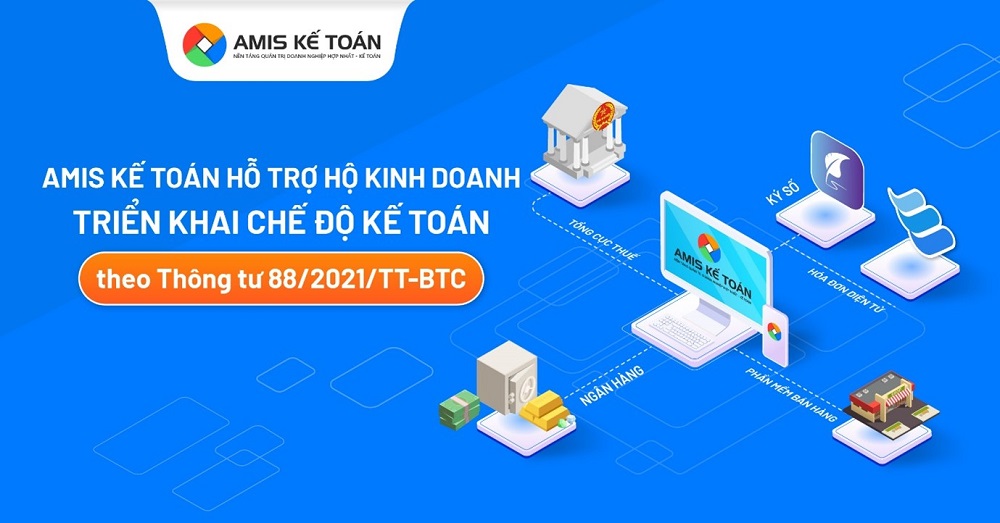 AMIS KẾ TOÁN
NỀN TẢNG QUẢN TRỊ DOANH NGHIỆP HỢP NHẤT - KẾ TOÁN
AMIS KẾ TOÁN HỖ TRỢ HỘ KINH DOANH
TRIỂN KHAI CHẾ ĐỘ KẾ TOÁN
theo Thông tư 88/2021/TT-BTC
TỔNG CỤC THUẾ
KÝ SỐ
HÓA ĐƠN ĐIỆN TỬ
AMIS KẾ TOÁN
NGÂN HÀNG
PHẦN MỀM BÁN HÀNG